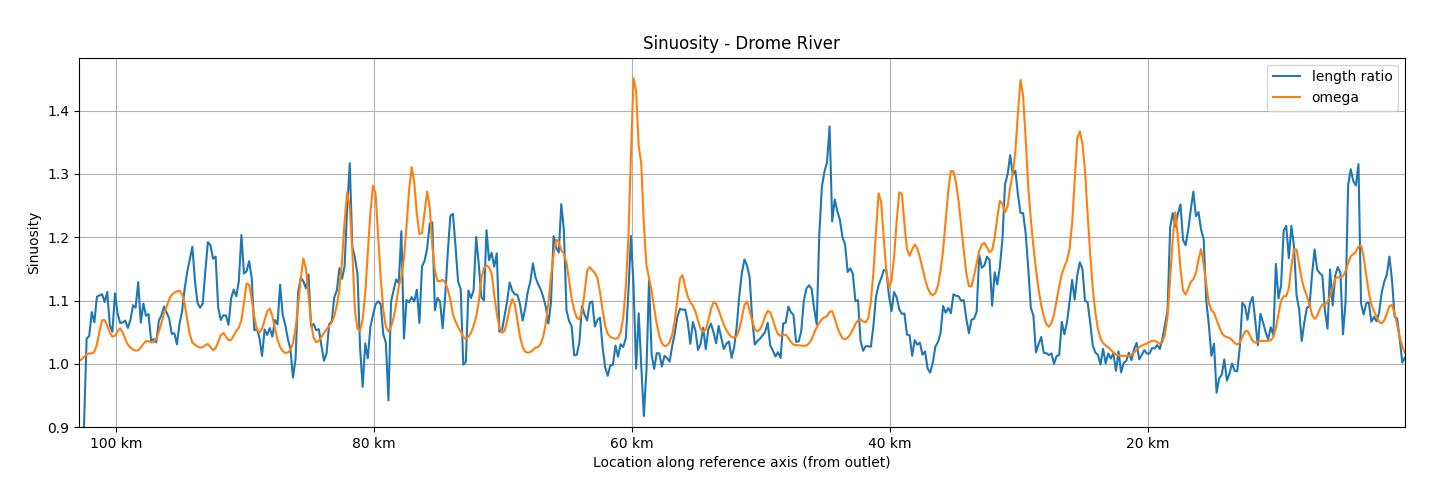 Sinuosity - Drome River
length ratio
omega
Sinuosity
1.4
1.3
1.2
1.1
1.0
0.9
100 km
80 km
60 km
40 km
20 km
Location along reference axis (from outlet)